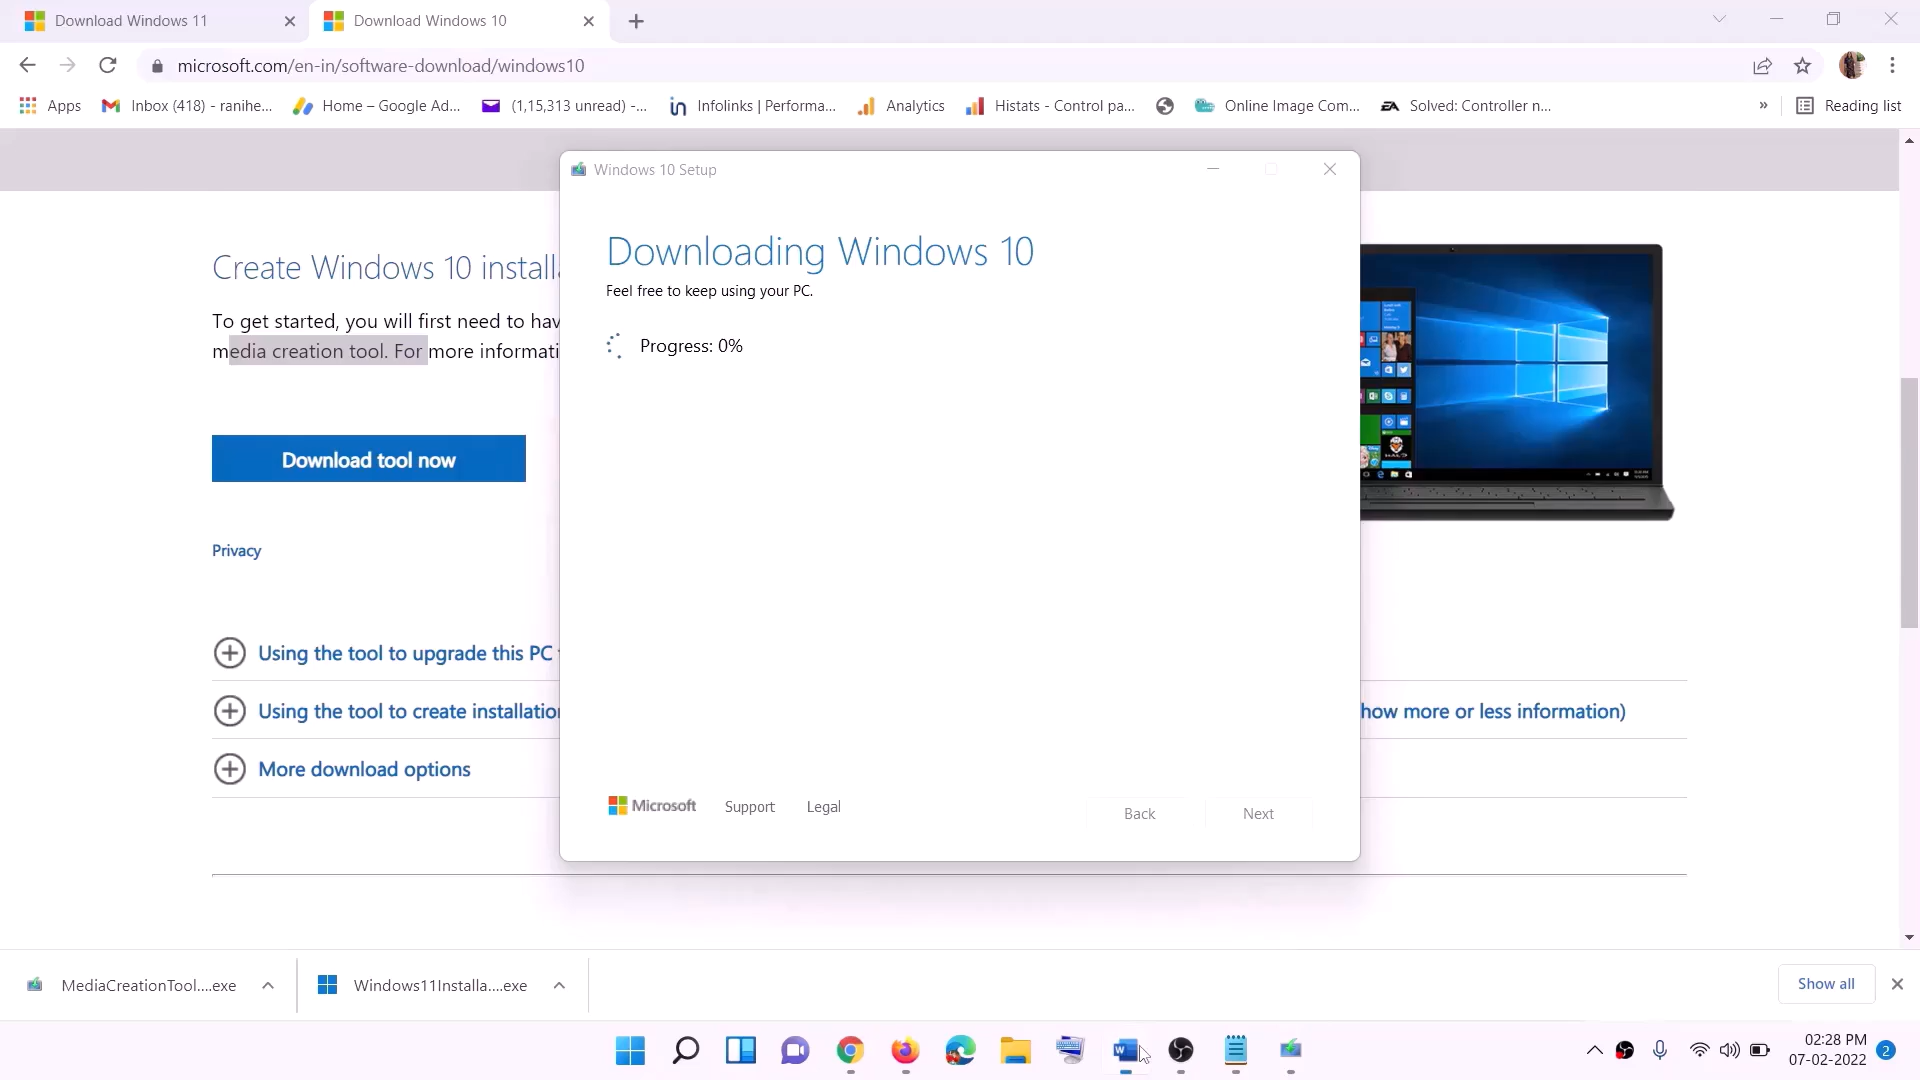 Download Windows 11
Download Windows 10
microsoft.com/en-in/software-download/windows10
Apps
Inbox (418) - ranihe...
Home – Google Ad...
(1,15,313 unread) -...
Infolinks | Performa...
Analytics
Histats - Control pa...
Online Image Com...
Solved: Controller n...
»
Reading list
Windows 10 Setup
Downloading Windows 10
Feel free to keep using your PC.
Progress: 0%
Create Windows 10 installa
To get started, you will first need to hav
media creation tool. For more informati
Download tool now
Privacy
Using the tool to upgrade this PC
Using the tool to create installation
how more or less information)
More download options
Microsoft
Support
Legal
Back
Next
MediaCreationTool....exe
Windows11Installa....exe
Show all
02:28 PM
07-02-2022
2